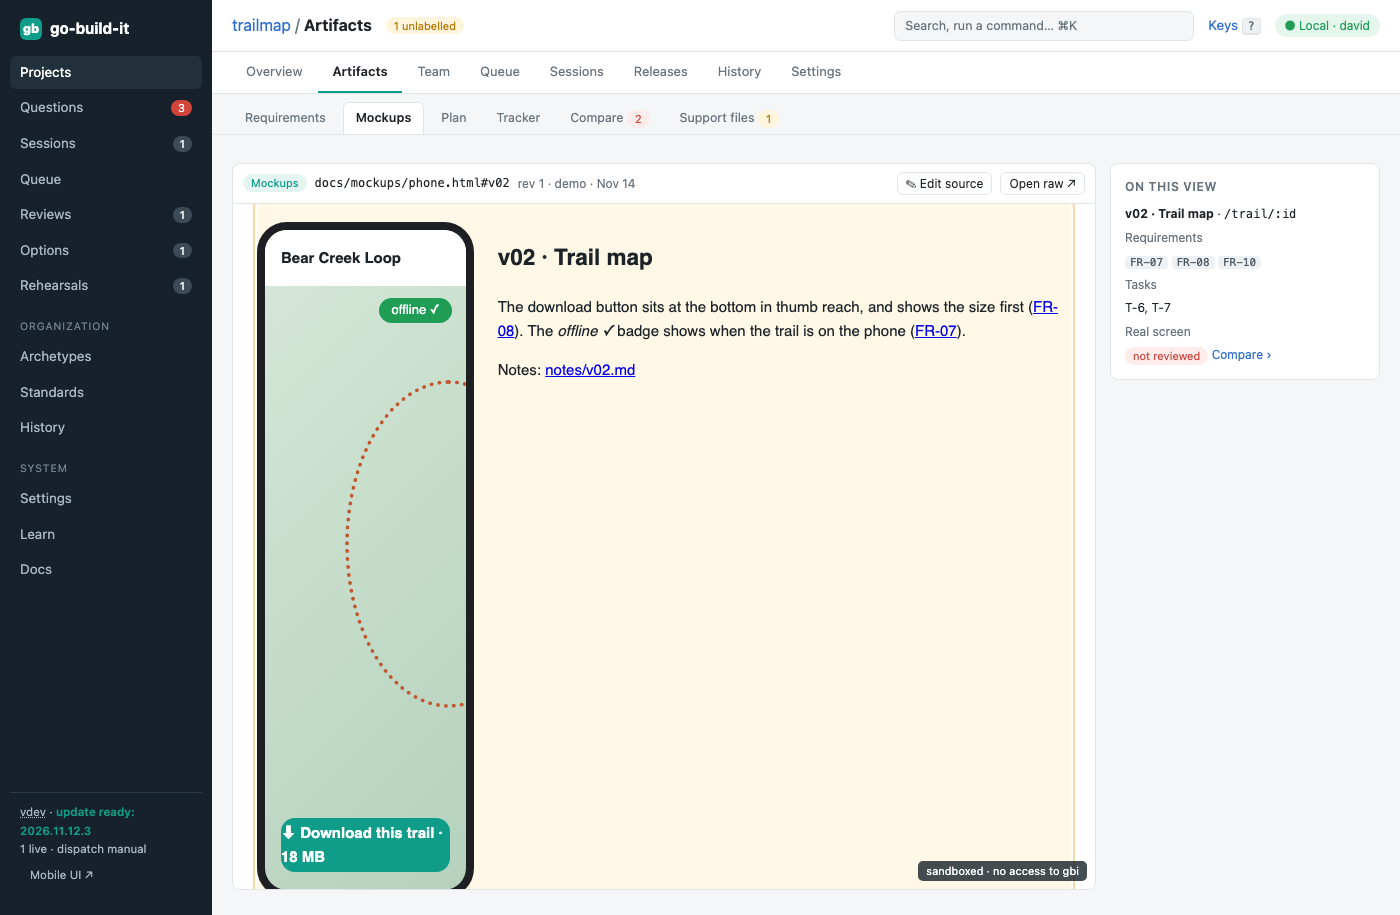 gb go-build-it
Projects
Questions 3
Sessions 1
Queue
Reviews 1
Options 1
Rehearsals 1
ORGANIZATION
Archetypes
Standards
History
SYSTEM
Settings
Learn
Docs
vdev · update ready:
2026.11.12.3
1 live · dispatch manual
Mobile UI ↗
trailmap / Artifacts 1 unlabelled
Search, run a command… ⌘K
Keys ?
Local · david
Overview Artifacts Team Queue Sessions Releases History Settings
Requirements Mockups Plan Tracker Compare 2 Support files 1
Mockups docs/mockups/phone.html#v02 rev 1 · demo · Nov 14
✎ Edit source Open raw ↗
Bear Creek Loop
offline ✓
⬇ Download this trail ·
18 MB
v02 · Trail map
The download button sits at the bottom in thumb reach, and shows the size first (FR-
08). The offline ✓ badge shows when the trail is on the phone (FR-07).
Notes: notes/v02.md
sandboxed · no access to gbi
ON THIS VIEW
v02 · Trail map · /trail/:id
Requirements
FR-07 FR-08 FR-10
Tasks
T-6, T-7
Real screen
not reviewed Compare ›